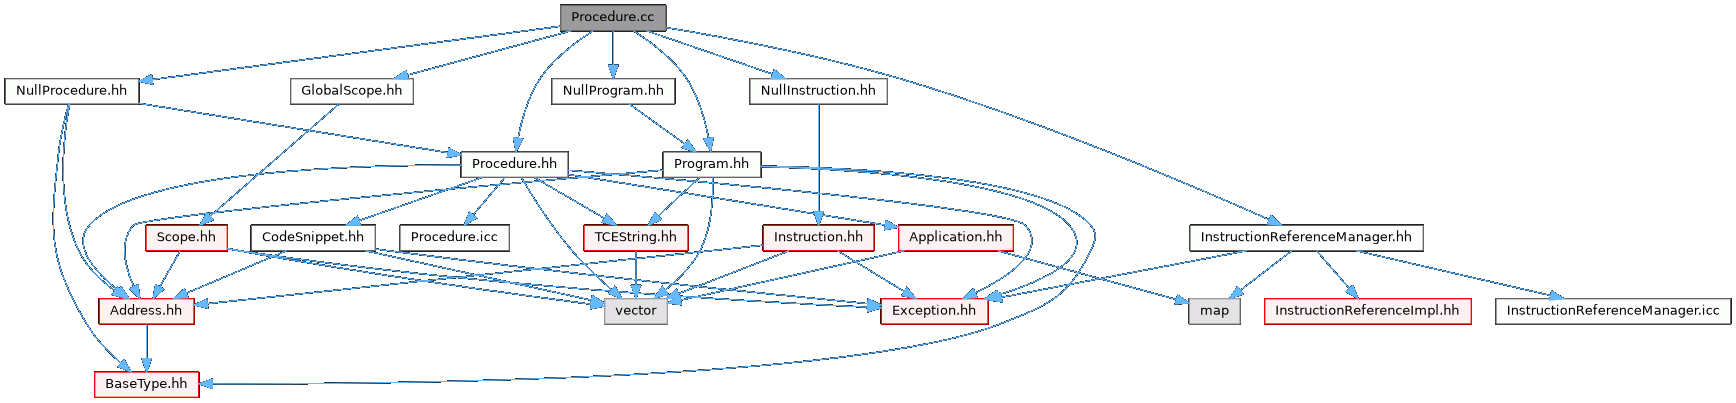 Procedure.cc
NullProcedure.hh
GlobalScope.hh
NullProgram.hh
NullInstruction.hh
Procedure.hh
Program.hh
Scope.hh
CodeSnippet.hh
Procedure.icc
TCEString.hh
Instruction.hh
Application.hh
InstructionReferenceManager.hh
Address.hh
vector
Exception.hh
map
InstructionReferenceImpl.hh
InstructionReferenceManager.icc
BaseType.hh